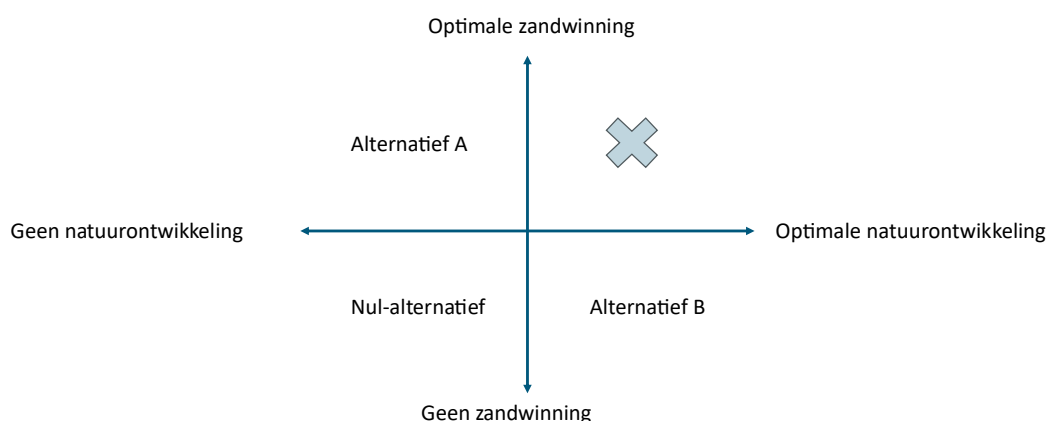 Optimale zandwinning
Alternatief A
Geen natuurontwikkeling
Optimale natuurontwikkeling
Nul-alternatief
Alternatief B
Geen zandwinning